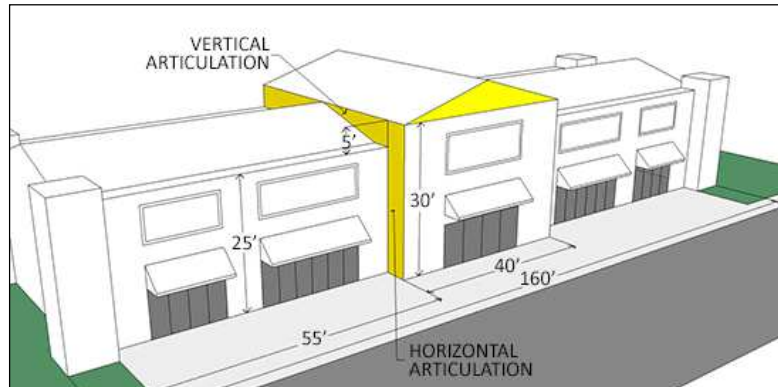 VERTICAL
ARTICULATION
5’
30’
25’
40’
160’
55’
HORIZONTAL
ARTICULATION